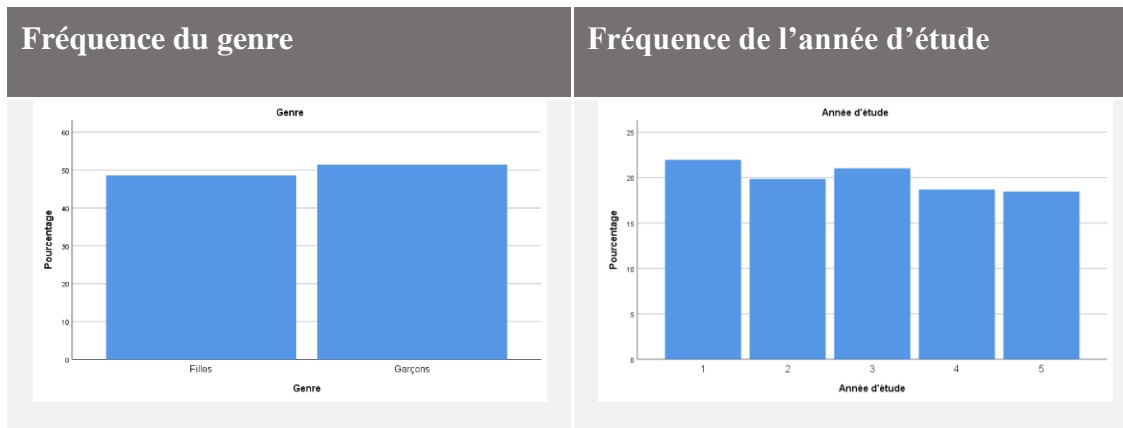 Fréquence du genre
Fréquence de l’année d’étude
Genre
60
50
40
30
20
10
0
Pourcentage
Filles
Garçons
Genre
Année d'étude
25
20
15
10
5
0
Pourcentage
1
2
3
4
5
Année d'étude